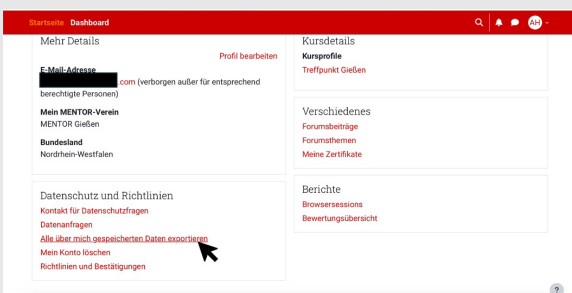 Startseite Dashboard
AH
Mehr Details
Profil bearbeiten
E-Mail-Adresse
.com (verborgen außer für entsprechend
berechtigte Personen)
Mein MENTOR-Verein
MENTOR Gießen
Bundesland
Nordrhein-Westfalen
Datenschutz und Richtlinien
Kontakt für Datenschutzfragen
Datenanfragen
Alle über mich gespeicherten Daten exportieren
Mein Konto löschen
Richtlinien und Bestätigungen
Kursdetails
Kursprofile
Treffpunkt Gießen
Verschiedenes
Forumsbeiträge
Forumsthemen
Meine Zertifikate
Berichte
Browsersessions
Bewertungsübersicht
?